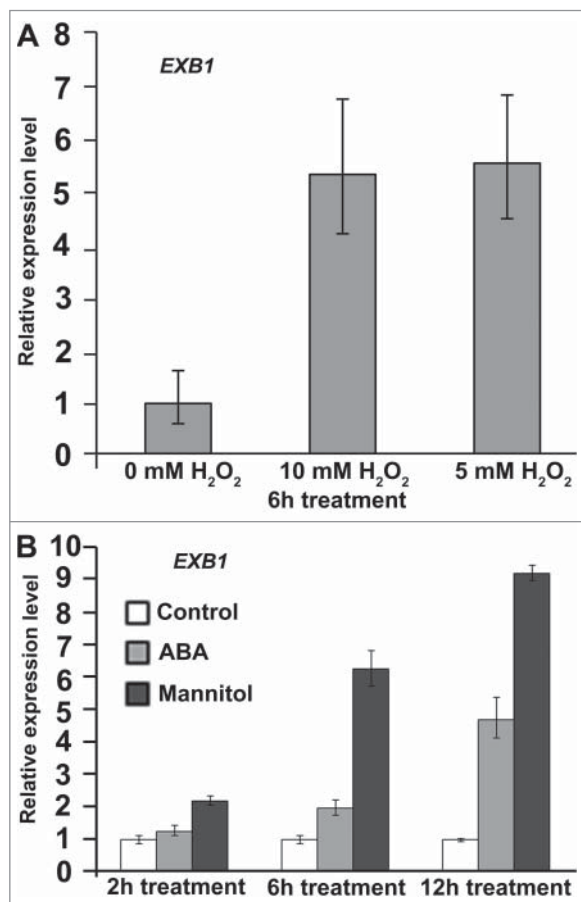 A
EXB1
Relative expression level
8
7
6
5
4
3
2
1
0
0 mM H₂O₂ 10 mM H₂O₂ 5 mM H₂O₂
6h treatment
B
EXB1
Relative expression level
10
9
8
7
6
5
4
3
2
1
0
Control
ABA
Mannitol
2h treatment 6h treatment 12h treatment